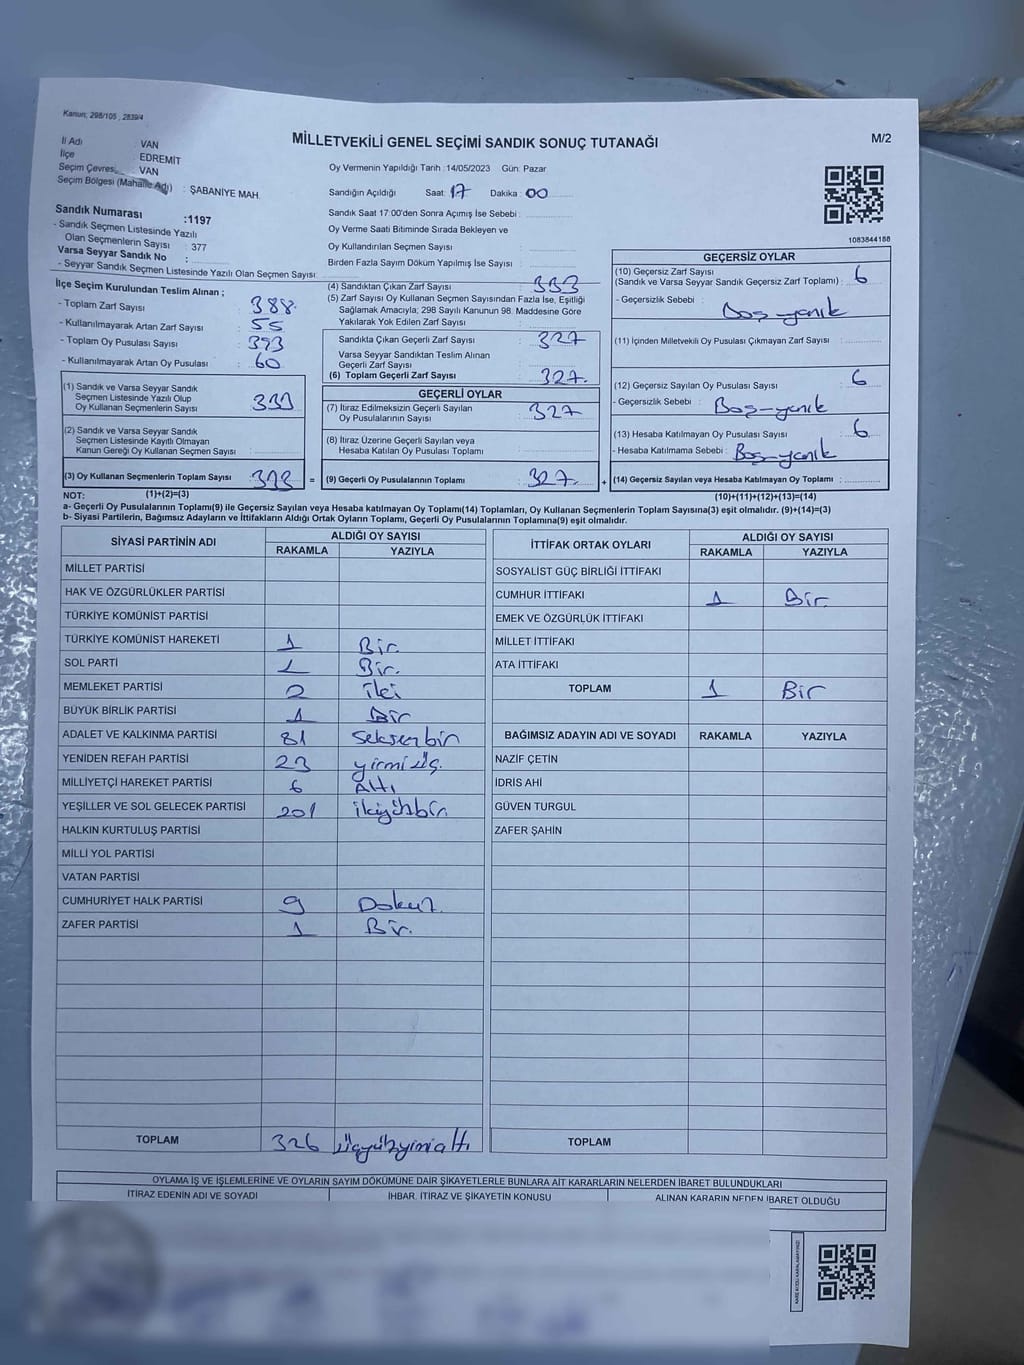 Kanun; 298/105 , 2839/4
MİLLETVEKİLİ GENEL SEÇİMİ SANDIK SONUÇ TUTANAĞI
M/2
İl Adı : VAN
İlçe : EDREMİT
Seçim Çevres : VAN
Seçim Bölgesi (Mahalle Adı) : ŞABANİYE MAH.
Sandık Numarası :1197
- Sandık Seçmen Listesinde Yazılı
Olan Seçmenlerin Sayısı : 377
Varsa Seyyar Sandık No :
- Seyyar Sandık Seçmen Listesinde Yazılı Olan Seçmen Sayısı:
Oy Vermenin Yapıldığı Tarih :14/05/2023 Gün: Pazar
Sandığın Açıldığı Saat: 17 Dakika : 00
Sandık Saat 17:00'den Sonra Açılmış İse Sebebi :
Oy Verme Saati Bitiminde Sırada Bekleyen ve
Oy Kullandırılan Seçmen Sayısı :
Birden Fazla Sayım Döküm Yapılmış İse Sayısı :
1083844188
İlçe Seçim Kurulundan Teslim Alınan ;
- Toplam Zarf Sayısı : 388
- Kullanılmayarak Artan Zarf Sayısı : 55
- Toplam Oy Pusulası Sayısı : 393
- Kullanılmayarak Artan Oy Pusulası : 60
(1) Sandık ve Varsa Seyyar Sandık
Seçmen Listesinde Yazılı Olup
Oy Kullanan Seçmenlerin Sayısı : 333
(2) Sandık ve Varsa Seyyar Sandık
Seçmen Listesinde Kayıtlı Olmayan
Kanun Gereği Oy Kullanan Seçmen Sayısı :
(3) Oy Kullanan Seçmenlerin Toplam Sayısı
(4) Sandıktan Çıkan Zarf Sayısı : 333
(5) Zarf Sayısı Oy Kullanan Seçmen Sayısından Fazla İse, Eşitliği
Sağlamak Amacıyla; 298 Sayılı Kanunun 98. Maddesine Göre
Yakılarak Yok Edilen Zarf Sayısı :
Sandıkta Çıkan Geçerli Zarf Sayısı : 327
Varsa Seyyar Sandıktan Teslim Alınan
Geçerli Zarf Sayısı :
(6) Toplam Geçerli Zarf Sayısı : 327.
GEÇERLİ OYLAR
(7) İtiraz Edilmeksizin Geçerli Sayılan
Oy Pusulalarının Sayısı : 327
(8) İtiraz Üzerine Geçerli Sayılan veya
Hesaba Katılan Oy Pusulası Toplamı :
= (9) Geçerli Oy Pusulalarının Toplamı : 327.
GEÇERSİZ OYLAR
(10) Geçersiz Zarf Sayısı
(Sandık ve Varsa Seyyar Sandık Geçersiz Zarf Toplamı) : 6
- Geçersizlik Sebebi : Boş-yanık
(11) İçinden Milletvekili Oy Pusulası Çıkmayan Zarf Sayısı :
(12) Geçersiz Sayılan Oy Pusulası Sayısı : 6
- Geçersizlik Sebebi : Boş-yanık
(13) Hesaba Katılmayan Oy Pusulası Sayısı : 6
- Hesaba Katılmama Sebebi : Boş-yanık
+ (14) Geçersiz Sayılan veya Hesaba Katılmayan Oy Toplamı :
NOT: (1)+(2)=(3)
(10)+(11)+(12)+(13)=(14)
a- Geçerli Oy Pusulalarının Toplamı(9) ile Geçersiz Sayılan veya Hesaba katılmayan Oy Toplamı(14) Toplamları, Oy Kullanan Seçmenlerin Toplam Sayısına(3) eşit olmalıdır. (9)+(14)=(3)
b- Siyasi Partilerin, Bağımsız Adayların ve İttifakların Aldığı Ortak Oyların Toplamı, Geçerli Oy Pusulalarının Toplamına(9) eşit olmalıdır.
SİYASİ PARTİNİN ADI ALDIĞI OY SAYISI
RAKAMLA YAZIYLA
MİLLET PARTİSİ
HAK VE ÖZGÜRLÜKLER PARTİSİ
TÜRKİYE KOMÜNİST PARTİSİ
TÜRKİYE KOMÜNİST HAREKETİ 1 Bir
SOL PARTİ 1 Bir.
MEMLEKET PARTİSİ 2 iki
BÜYÜK BİRLİK PARTİSİ 1 Bir
ADALET VE KALKINMA PARTİSİ 81 Seksenbir
YENİDEN REFAH PARTİSİ 23 yirmi üç.
MİLLİYETÇİ HAREKET PARTİSİ 6 Altı
YEŞİLLER VE SOL GELECEK PARTİSİ 201 ikiyüzbir
HALKIN KURTULUŞ PARTİSİ
MİLLİ YOL PARTİSİ
VATAN PARTİSİ
CUMHURİYET HALK PARTİSİ 9 Dokuz.
ZAFER PARTİSİ 1 Bir.
TOPLAM 326 üçyüzyirmialtı
İTTİFAK ORTAK OYLARI ALDIĞI OY SAYISI
RAKAMLA YAZIYLA
SOSYALİST GÜÇ BİRLİĞİ İTTİFAKI
CUMHUR İTTİFAKI 1 Bir.
EMEK VE ÖZGÜRLÜK İTTİFAKI
MİLLET İTTİFAKI
ATA İTTİFAKI
TOPLAM 1 Bir
BAĞIMSIZ ADAYIN ADI VE SOYADI RAKAMLA YAZIYLA
NAZİF ÇETİN
İDRİS AHİ
GÜVEN TURGUL
ZAFER ŞAHİN
TOPLAM
OYLAMA İŞ VE İŞLEMLERİNE VE OYLARIN SAYIM DÖKÜMÜNE DAİR ŞİKAYETLERLE BUNLARA AİT KARARLARIN NELERDEN İBARET BULUNDUKLARI
İTİRAZ EDENİN ADI VE SOYADI İHBAR, İTİRAZ VE ŞİKAYETİN KONUSU ALINAN KARARIN NEDEN İBARET OLDUĞU